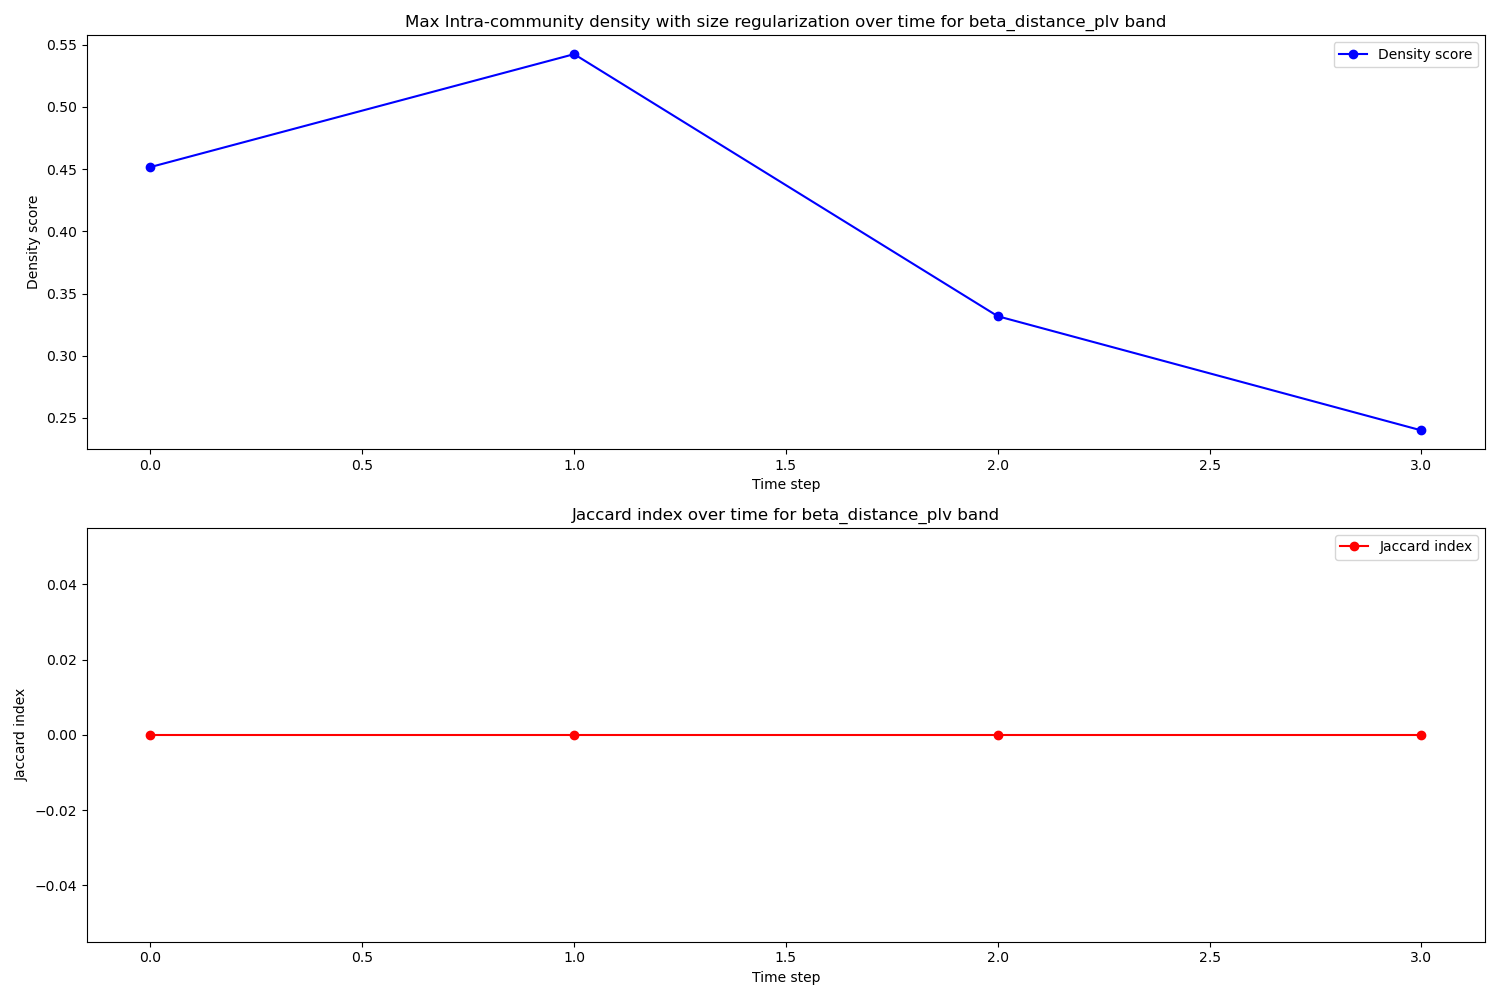 Max Intra-community density with size regularization over time for beta_distance_plv band
Density score
0.55
0.50
0.45
0.40
0.35
0.30
0.25
Density score
0.0 0.5 1.0 1.5 2.0 2.5 3.0
Time step
Jaccard index over time for beta_distance_plv band
Jaccard index
0.04
0.02
0.00
−0.02
−0.04
Jaccard index
0.0 0.5 1.0 1.5 2.0 2.5 3.0
Time step